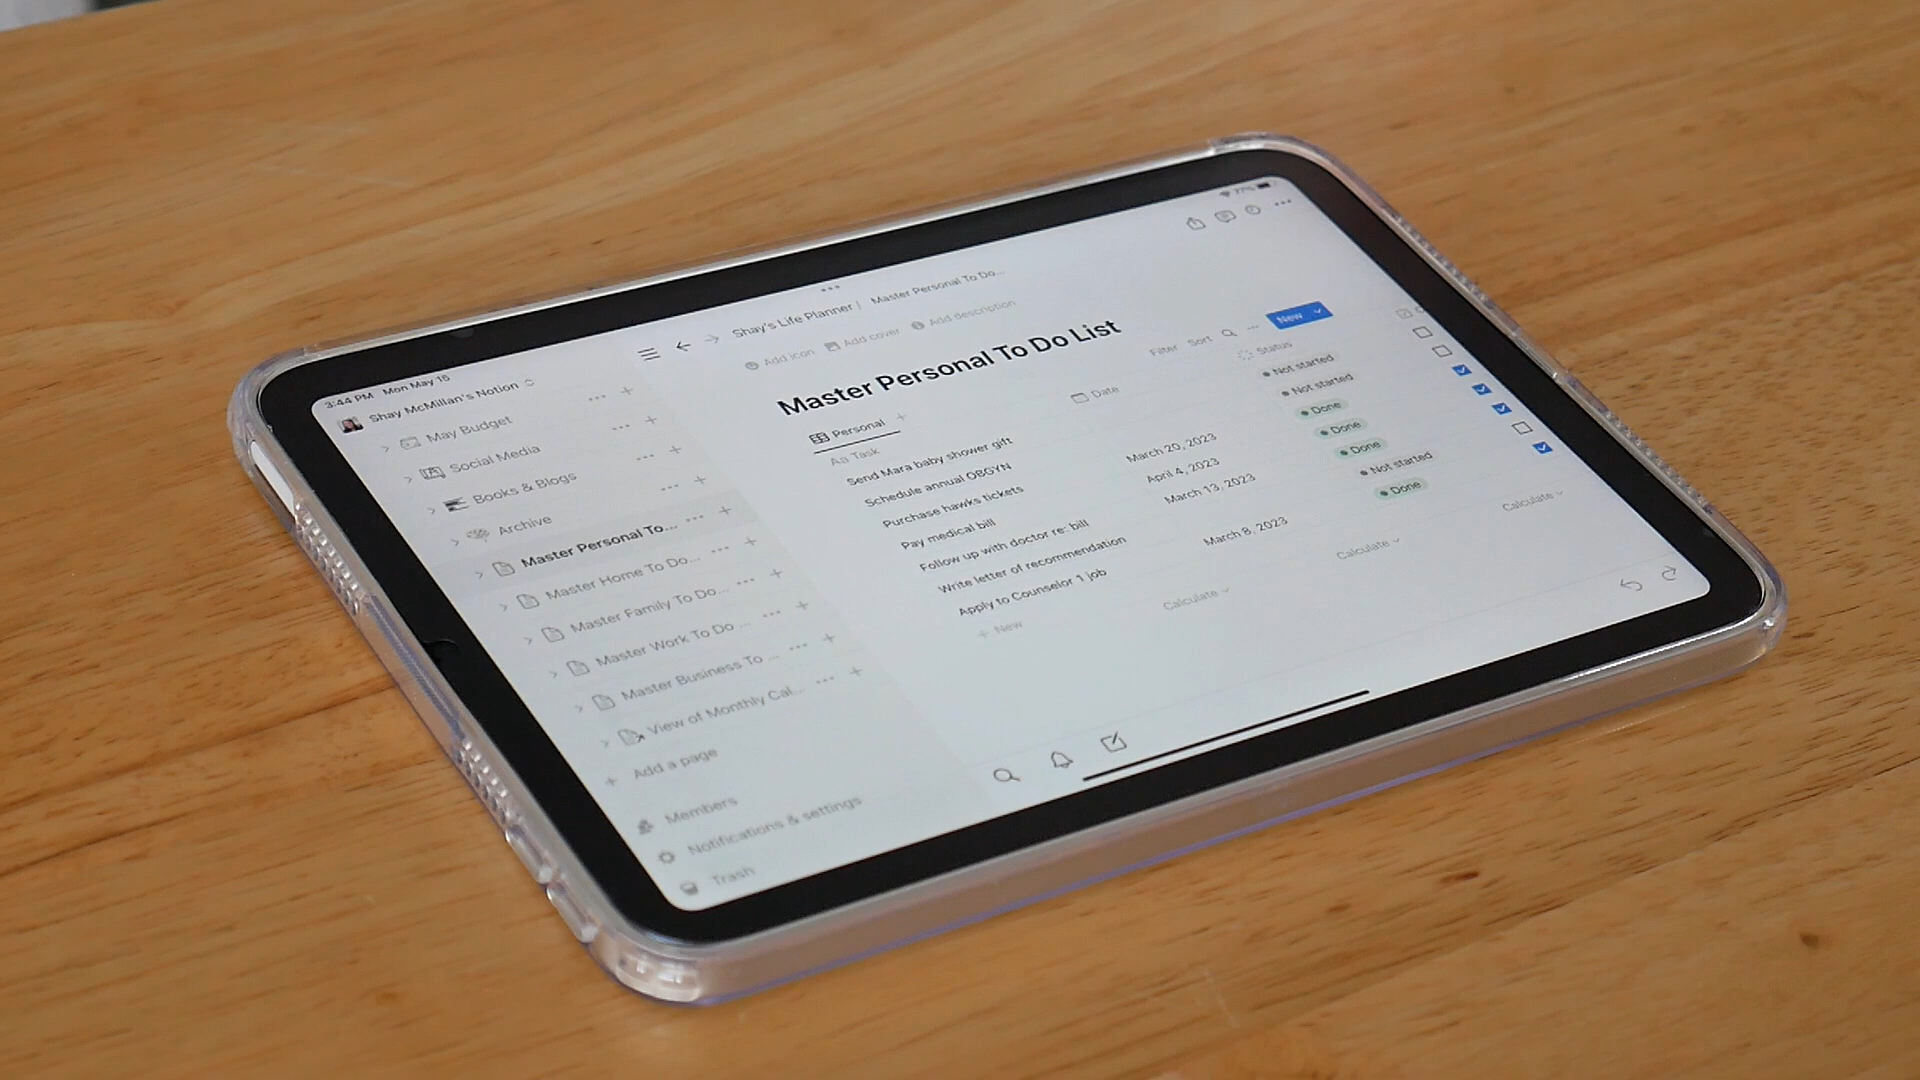 3:44 PM Mon May 15
77%
Shay McMillan's Notion
May Budget
Social Media
Books & Blogs
Archive
Master Personal To...
Master Home To Do...
Master Family To Do...
Master Work To Do ...
Master Business To ...
View of Monthly Cal...
Add a page
Members
Notifications & settings
Trash
Shay's Life Planner / Master Personal To Do...
Add icon Add cover Add description
Master Personal To Do List
Personal
Filter Sort New
Aa Task Date Status
Send Mara baby shower gift Not started
Schedule annual OBGYN Not started
Purchase hawks tickets March 20, 2023 Done
Pay medical bill April 4, 2023 Done
Follow up with doctor re: bill March 13, 2023 Done
Write letter of recommendation Not started
Apply to Counselor 1 job March 8, 2023 Done
+ New
Calculate Calculate Calculate